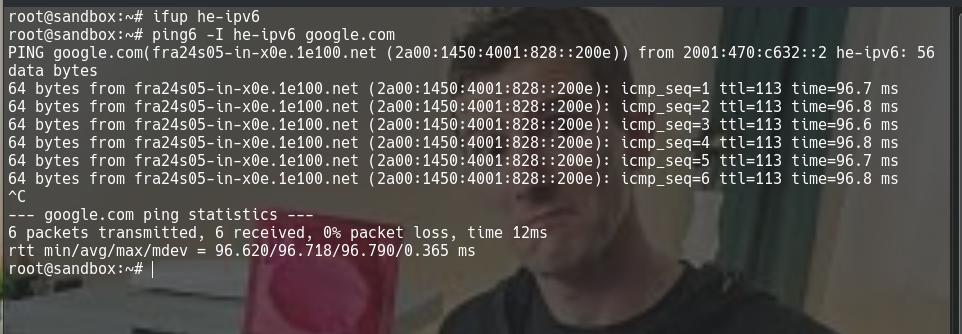 root@sandbox:~# ifup he-ipv6
root@sandbox:~# ping6 -I he-ipv6 google.com
PING google.com(fra24s05-in-x0e.1e100.net (2a00:1450:4001:828::200e)) from 2001:470:c632::2 he-ipv6: 56
data bytes
64 bytes from fra24s05-in-x0e.1e100.net (2a00:1450:4001:828::200e): icmp_seq=1 ttl=113 time=96.7 ms
64 bytes from fra24s05-in-x0e.1e100.net (2a00:1450:4001:828::200e): icmp_seq=2 ttl=113 time=96.8 ms
64 bytes from fra24s05-in-x0e.1e100.net (2a00:1450:4001:828::200e): icmp_seq=3 ttl=113 time=96.6 ms
64 bytes from fra24s05-in-x0e.1e100.net (2a00:1450:4001:828::200e): icmp_seq=4 ttl=113 time=96.8 ms
64 bytes from fra24s05-in-x0e.1e100.net (2a00:1450:4001:828::200e): icmp_seq=5 ttl=113 time=96.7 ms
64 bytes from fra24s05-in-x0e.1e100.net (2a00:1450:4001:828::200e): icmp_seq=6 ttl=113 time=96.8 ms
^C
--- google.com ping statistics ---
6 packets transmitted, 6 received, 0% packet loss, time 12ms
rtt min/avg/max/mdev = 96.620/96.718/96.790/0.365 ms
root@sandbox:~#